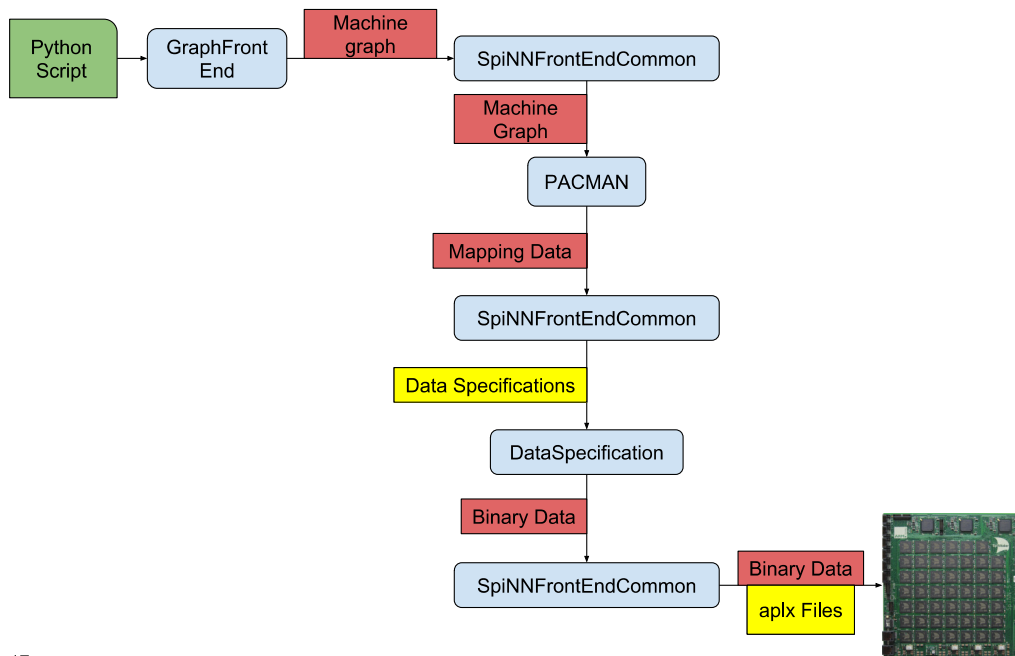 Python
Script
GraphFront
End
Machine
graph
SpiNNFrontEndCommon
Machine
Graph
PACMAN
Mapping Data
SpiNNFrontEndCommon
Data Specifications
DataSpecification
Binary Data
SpiNNFrontEndCommon
Binary Data
aplx Files